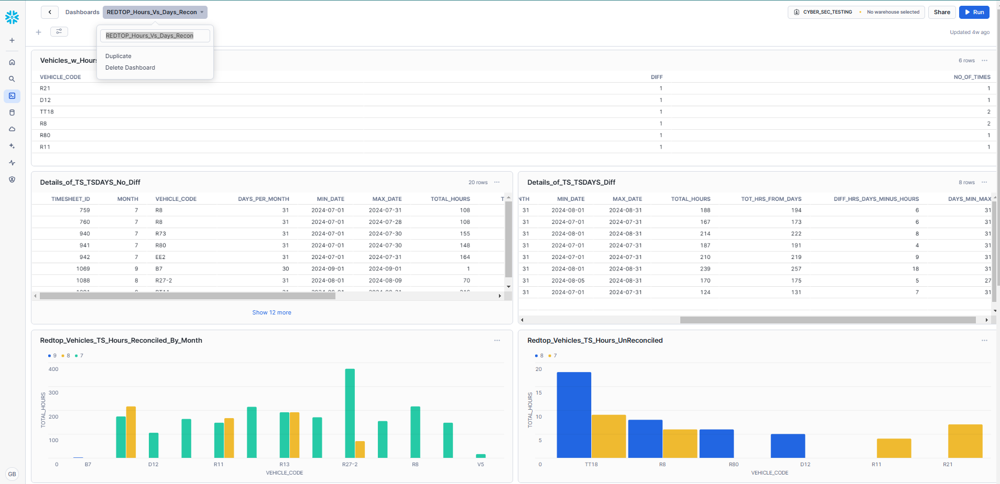 Dashboards REDTOP_Hours_Vs_Days_Recon
CYBER_SEC_TESTING No warehouse selected Share Run
REDTOP_Hours_Vs_Days_Recon
Updated 4w ago
Duplicate
Delete Dashboard
Vehicles_w_Hours 6 rows
VEHICLE_CODE DIFF NO_OF_TIMES
R21 1 1
D12 1 1
TT18 1 2
R8 1 2
R80 1 1
R11 1 1
Details_of_TS_TSDAYS_No_Diff 20 rows
TIMESHEET_ID MONTH VEHICLE_CODE DAYS_PER_MONTH MIN_DATE MAX_DATE TOTAL_HOURS T
759 7 R8 31 2024-07-01 2024-07-31 108
760 7 R8 31 2024-07-01 2024-07-28 108
940 7 R73 31 2024-07-01 2024-07-30 155
941 7 R80 31 2024-07-01 2024-07-30 148
942 7 EE2 31 2024-07-01 2024-07-31 164
1069 9 B7 30 2024-09-01 2024-09-01 1
1088 8 R27-2 31 2024-08-01 2024-08-09 70
Show 12 more
Details_of_TS_TSDAYS_Diff 8 rows
NTH MIN_DATE MAX_DATE TOTAL_HOURS TOT_HRS_FROM_DAYS DIFF_HRS_DAYS_MINUS_HOURS DAYS_MIN_MAX
31 2024-08-01 2024-08-31 188 194 6 31
31 2024-07-01 2024-07-31 167 173 6 31
31 2024-08-01 2024-08-31 214 222 8 31
31 2024-07-01 2024-07-31 187 191 4 31
31 2024-07-01 2024-07-31 210 219 9 31
31 2024-08-01 2024-08-31 239 257 18 31
31 2024-08-05 2024-08-31 170 175 5 27
31 2024-07-01 2024-07-31 124 131 7 31
Redtop_Vehicles_TS_Hours_Reconciled_By_Month
9 8 7
400
300
200
100
0
TOTAL_HOURS
B7 D12 R11 R13 R27-2 R8 V5
VEHICLE_CODE
Redtop_Vehicles_TS_Hours_UnReconciled
8 7
20
15
10
5
0
TOTAL_HOURS
TT18 R8 R80 D12 R11 R21
VEHICLE_CODE
GB